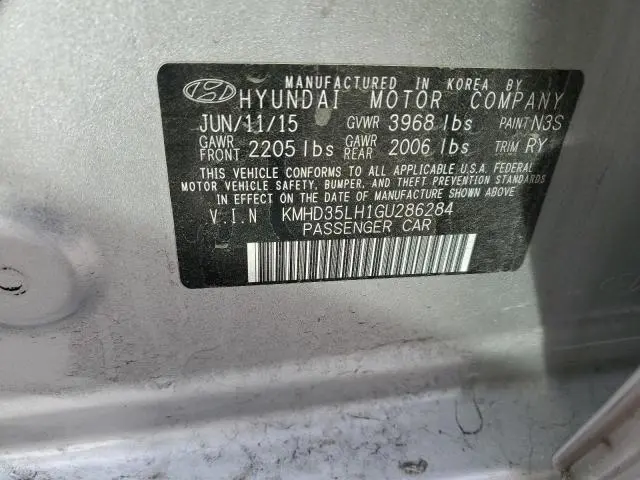 MANUFACTURED IN KOREA BY
HYUNDAI MOTOR COMPANY
JUN/11/15 GVWR 3968 lbs PAINT N3S
GAWR FRONT 2205 lbs GAWR REAR 2006 lbs TRIM RY
THIS VEHICLE CONFORMS TO ALL APPLICABLE U.S.A. FEDERAL
MOTOR VEHICLE SAFETY, BUMPER, AND THEFT PREVENTION STANDARDS
IN EFFECT ON THE DATE OF MANUFACTURE SHOWN ABOVE
V.I.N KMHD35LH1GU286284
PASSENGER CAR